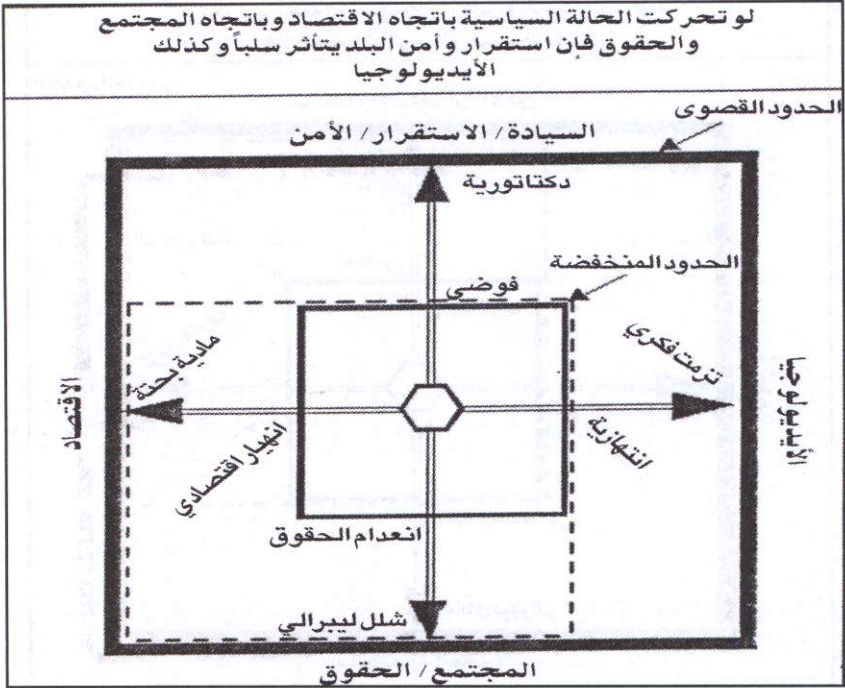 لو تحركت الحالة السياسية باتجاه الاقتصاد وباتجاه المجتمع
والحقوق فإن استقرار وأمن البلد يتأثر سلباً وكذلك
الأيديولوجيا
الحدود القصوى
السيادة / الاستقرار / الأمن
دكتاتورية
الحدود المنخفضة
فوضى
تزمت فكري
مادية بحتة
الأيديولوجيا
الاقتصاد
انتهازية
انهيار اقتصادي
انعدام الحقوق
شلل ليبرالي
المجتمع / الحقوق